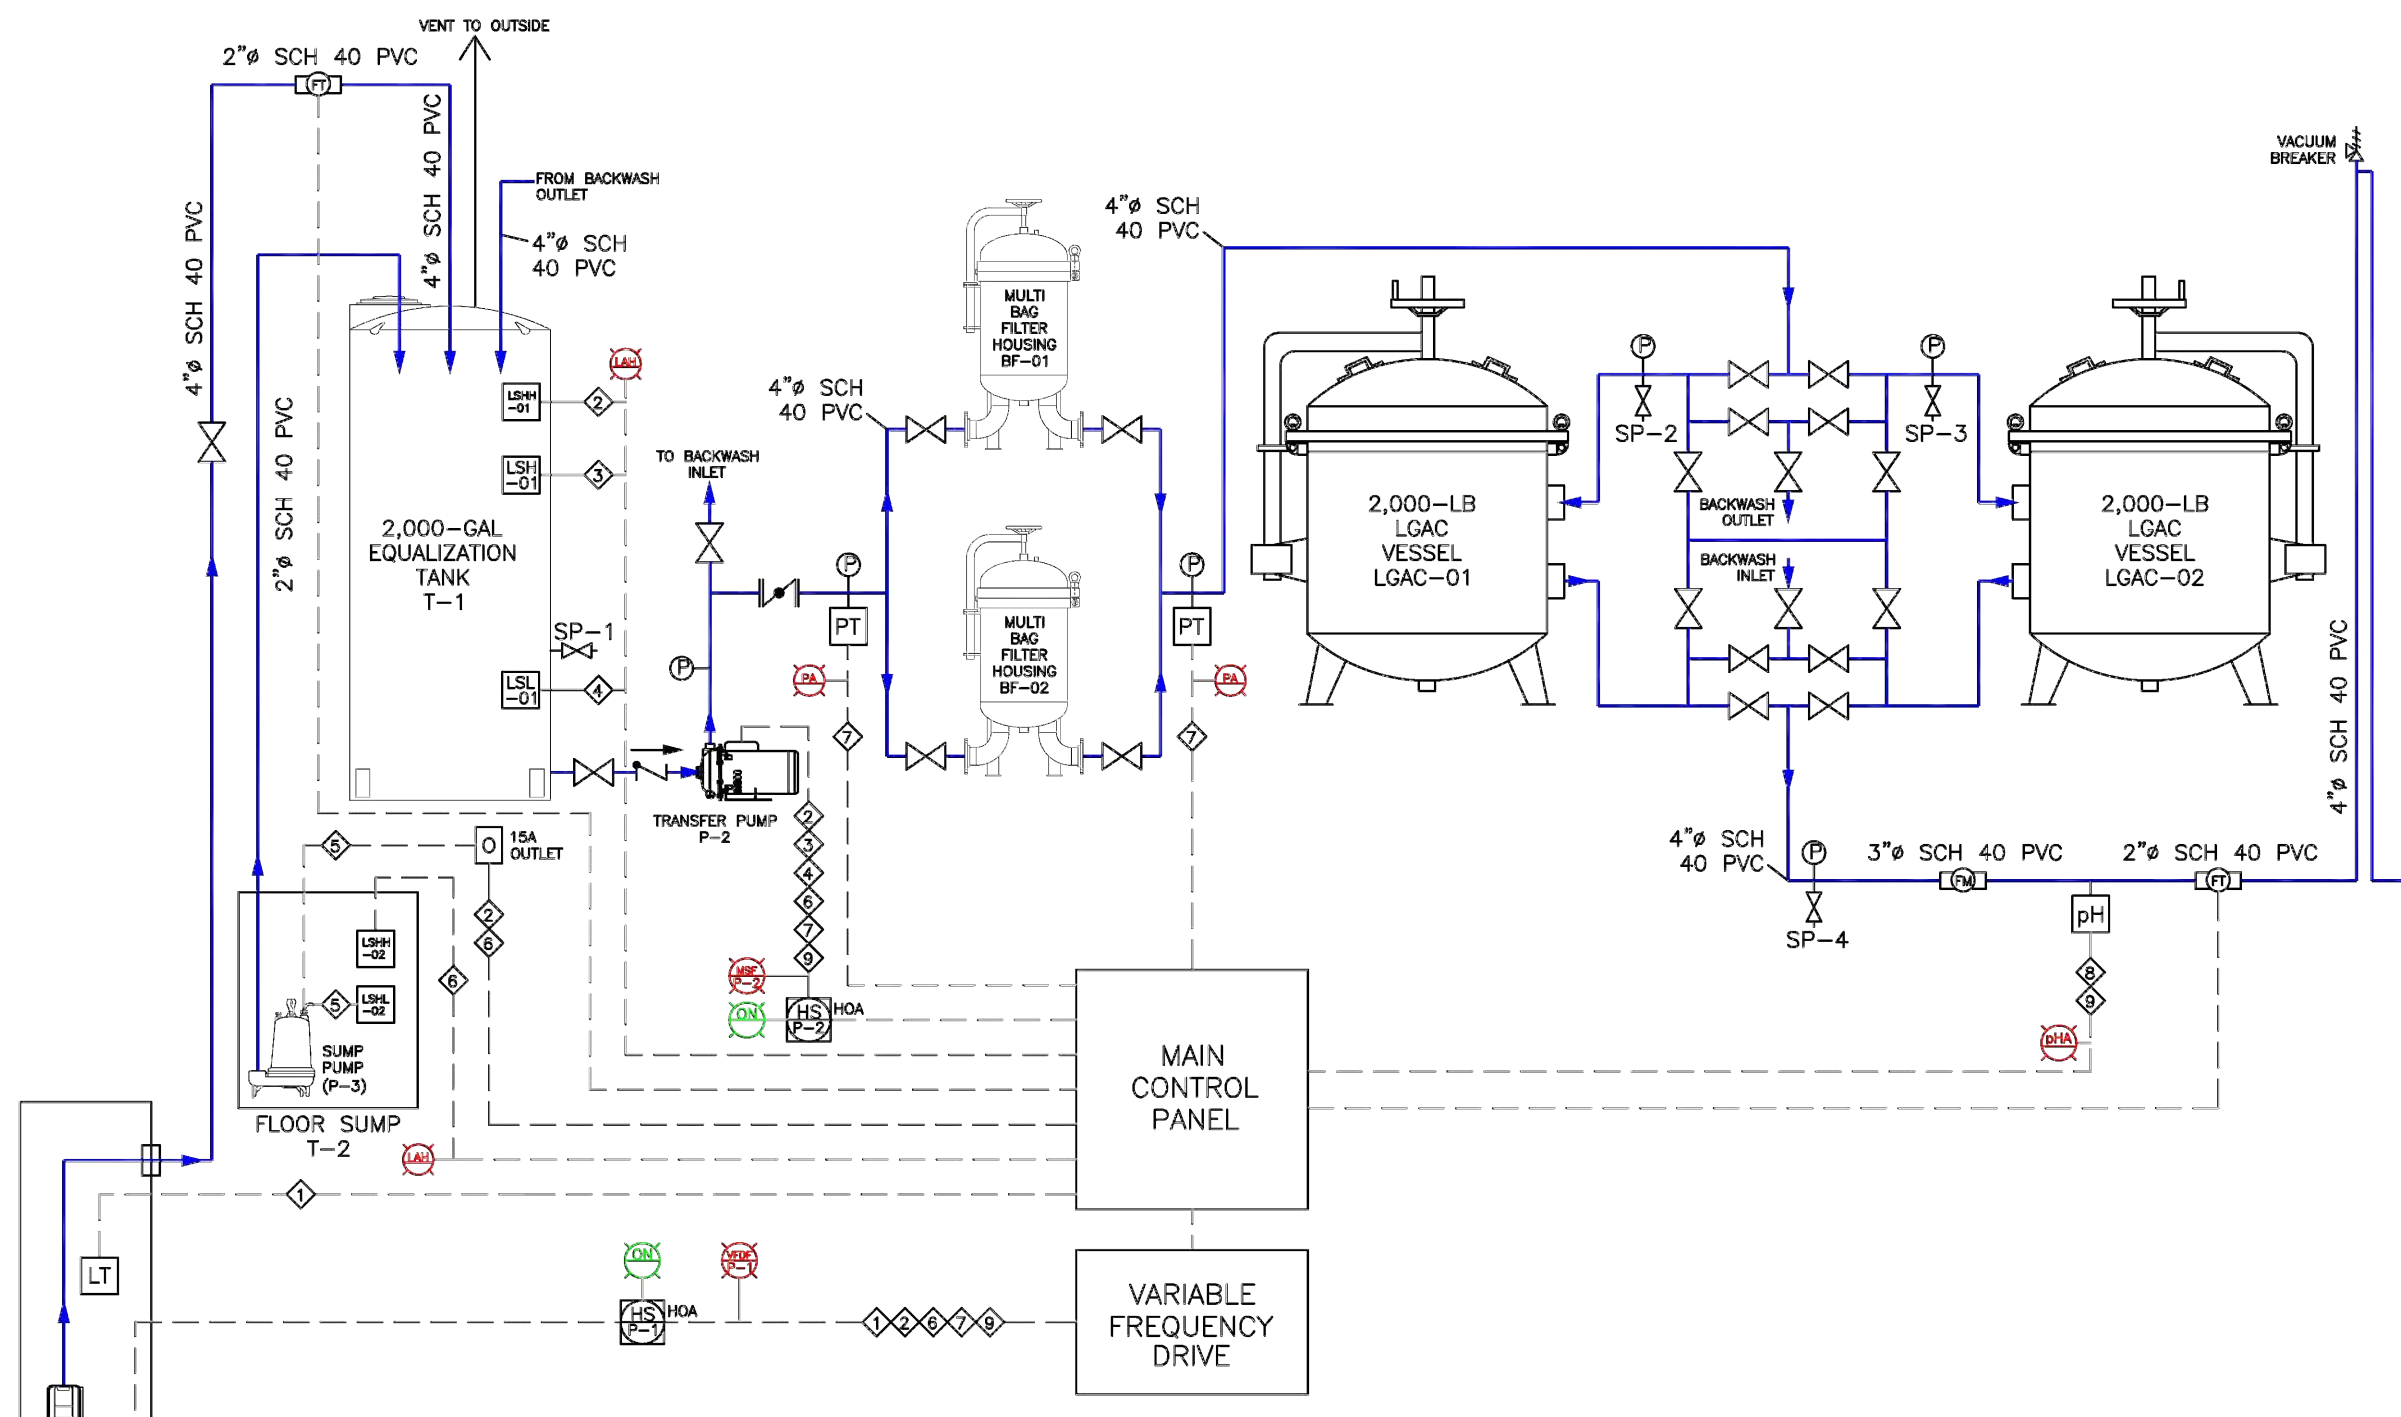 VENT TO OUTSIDE
2"ø SCH 40 PVC
FT
4"ø SCH 40 PVC
4"ø SCH 40 PVC
2"ø SCH 40 PVC
FROM BACKWASH
OUTLET
4"ø SCH
40 PVC
LAH
LSHH
-01
2
LSH
-01
3
2,000-GAL
EQUALIZATION
TANK
T-1
SP-1
LSL
-01
4
TO BACKWASH
INLET
P
TRANSFER PUMP
P-2
P
PT
PA
7
4"ø SCH
40 PVC
MULTI
BAG
FILTER
HOUSING
BF-01
MULTI
BAG
FILTER
HOUSING
BF-02
P
PT
PA
7
4"ø SCH
40 PVC
2,000-LB
LGAC
VESSEL
LGAC-01
P
SP-2
P
SP-3
BACKWASH
OUTLET
BACKWASH
INLET
2,000-LB
LGAC
VESSEL
LGAC-02
VACUUM
BREAKER
4"ø SCH 40 PVC
4"ø SCH
40 PVC
P
SP-4
3"ø SCH 40 PVC
FM
2"ø SCH 40 PVC
FT
pH
8
9
pHA
5
O
15A
OUTLET
2
6
2
3
4
6
7
9
LSHH
-02
6
5
LSHL
-02
SUMP
PUMP
(P-3)
FLOOR SUMP
T-2
LAH
MSF
P-2
ON
HS
P-2
HOA
MAIN
CONTROL
PANEL
1
LT
ON
VFDF
P-1
HS
P-1
HOA
1
2
6
7
9
VARIABLE
FREQUENCY
DRIVE